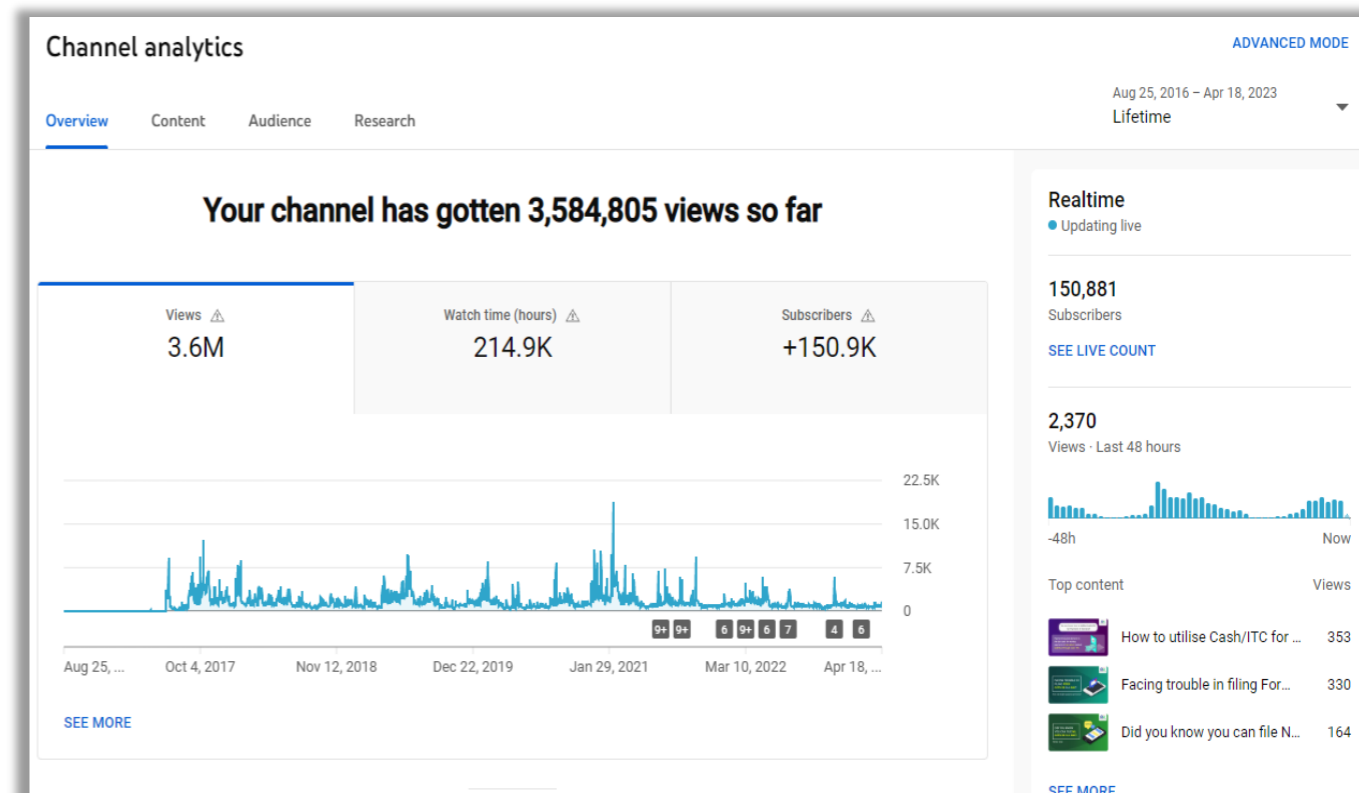 Channel analytics
ADVANCED MODE
Overview Content Audience Research
Aug 25, 2016 – Apr 18, 2023
Lifetime
Your channel has gotten 3,584,805 views so far
Views
3.6M
Watch time (hours)
214.9K
Subscribers
+150.9K
22.5K
15.0K
7.5K
0
9+ 9+ 6 9+ 6 7 4 6
Aug 25, ... Oct 4, 2017 Nov 12, 2018 Dec 22, 2019 Jan 29, 2021 Mar 10, 2022 Apr 18, ...
SEE MORE
Realtime
Updating live
150,881
Subscribers
SEE LIVE COUNT
2,370
Views · Last 48 hours
-48h Now
Top content Views
How to utilise Cash/ITC for ... 353
Facing trouble in filing For... 330
Did you know you can file N... 164
SEE MORE